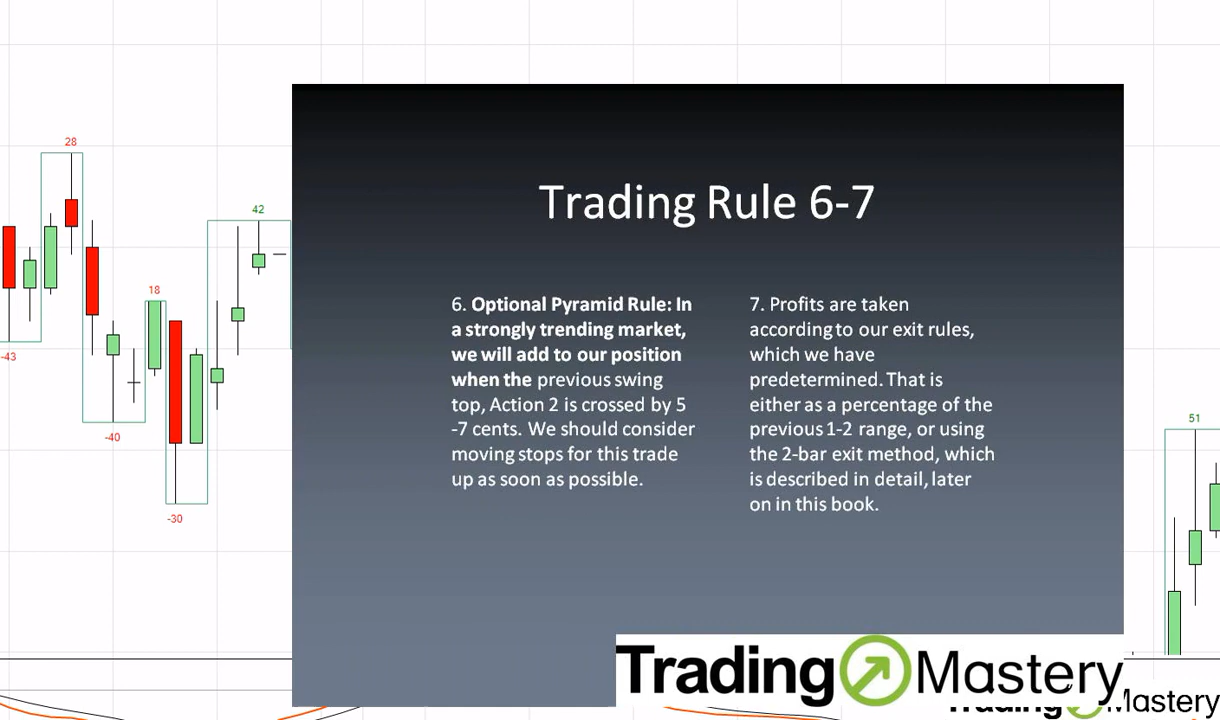 28
42
18
-43
-40
-30
Trading Rule 6-7
6. Optional Pyramid Rule: In
a strongly trending market,
we will add to our position
when the previous swing
top, Action 2 is crossed by 5
-7 cents. We should consider
moving stops for this trade
up as soon as possible.
7. Profits are taken
according to our exit rules,
which we have
predetermined. That is
either as a percentage of the
previous 1-2 range, or using
the 2-bar exit method, which
is described in detail, later
on in this book.
51
Trading Mastery
Trading Mastery